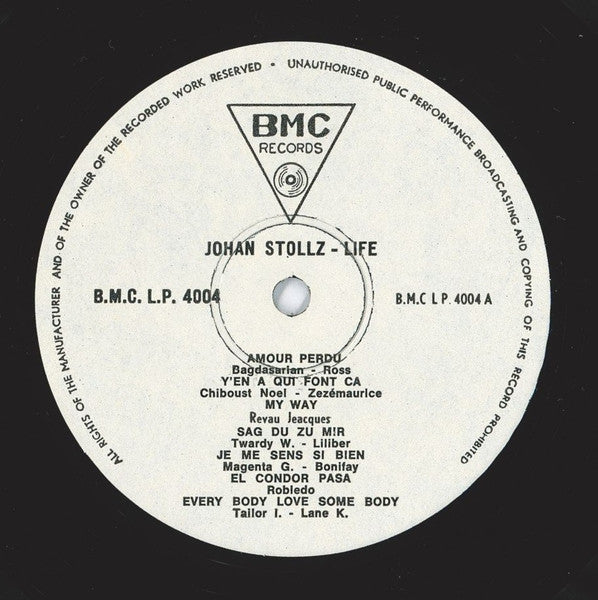 ALL RIGHTS OF THE MANUFACTURER AND OF THE OWNER OF THE RECORDED WORK RESERVED • UNAUTHORISED PUBLIC PERFORMANCE BROADCASTING AND COPYING OF THIS RECORD PROHIBITED
BMC
RECORDS
JOHAN STOLLZ - LIFE
B.M.C. L.P. 4004
B.M.C L P. 4004 A
AMOUR PERDU
Bagdasarian - Ross
Y'EN A QUI FONT CA
Chiboust Noel - Zezémaurice
MY WAY
Revau Jeacques
SAG DU ZU M!R
Twardy W. - Liliber
JE ME SENS SI BIEN
Magenta G. - Bonifay
EL CONDOR PASA
Robledo
EVERY BODY LOVE SOME BODY
Tailor I. - Lane K.